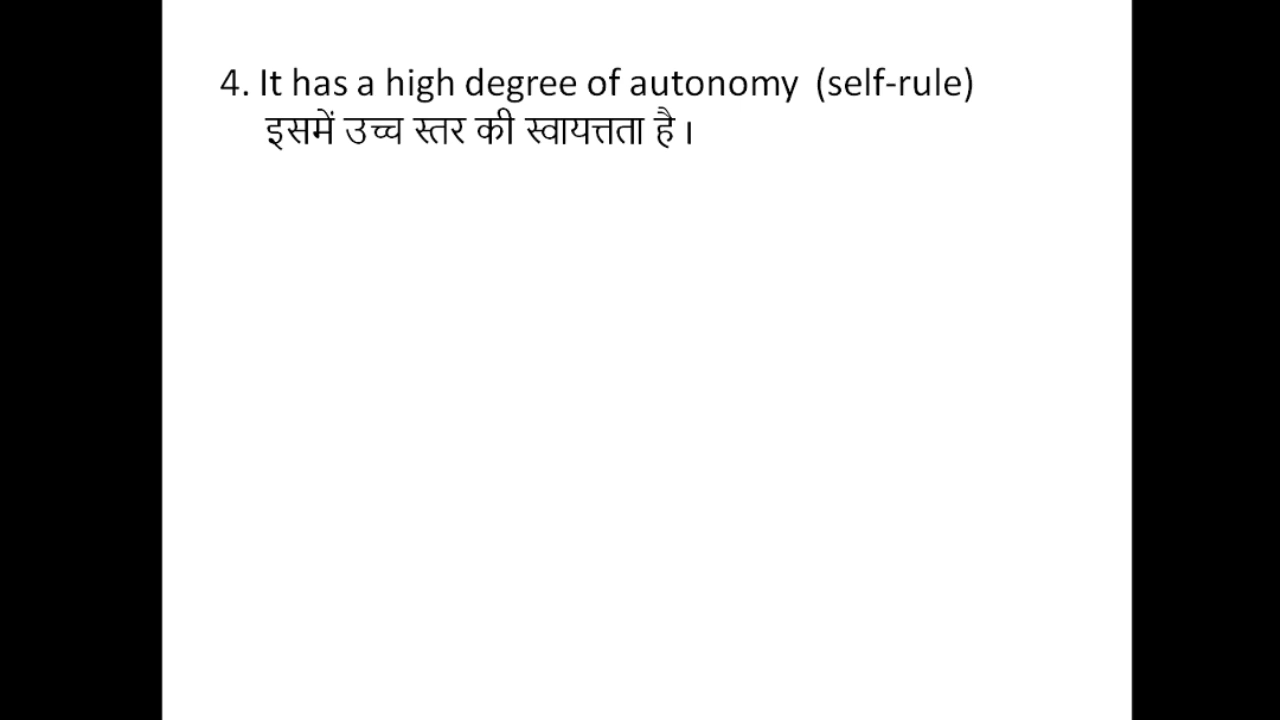 4. It has a high degree of autonomy (self-rule)
इसमें उच्च स्तर की स्वायत्तता है ।